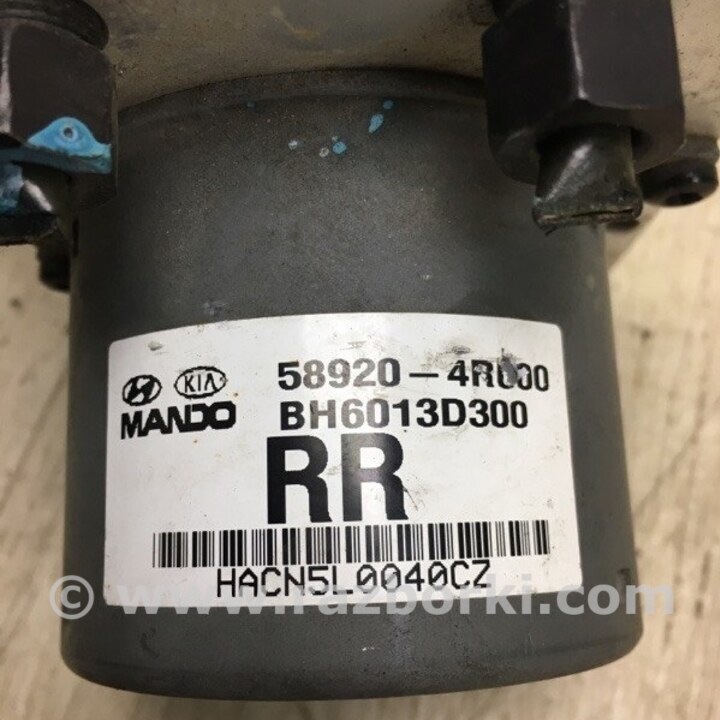 58920-4R000
KIA
MANDO BH6013D300
RR
HACN5L0040CZ
© www.razborki.com